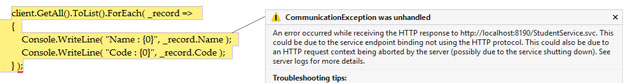 client.GetAll().ToList().ForEach( _record =>
{
Console.WriteLine( "Name : {0}", _record.Name );
Console.WriteLine( "Code : {0}", _record.Code );
} );
CommunicationException was unhandled
An error occurred while receiving the HTTP response to http://localhost:8190/StudentService.svc. This
could be due to the service endpoint binding not using the HTTP protocol. This could also be due to
an HTTP request context being aborted by the server (possibly due to the service shutting down). See
server logs for more details.
Troubleshooting tips: